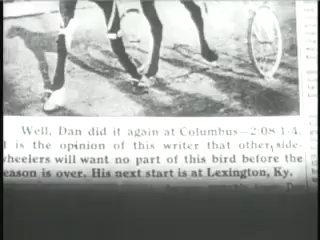 Well, Dan did it again at Columbus—2:08 1-4.
I is the opinion of this writer that other side-
wheelers will want no part of this bird before the
eason is over. His next start is at Lexington, Ky.